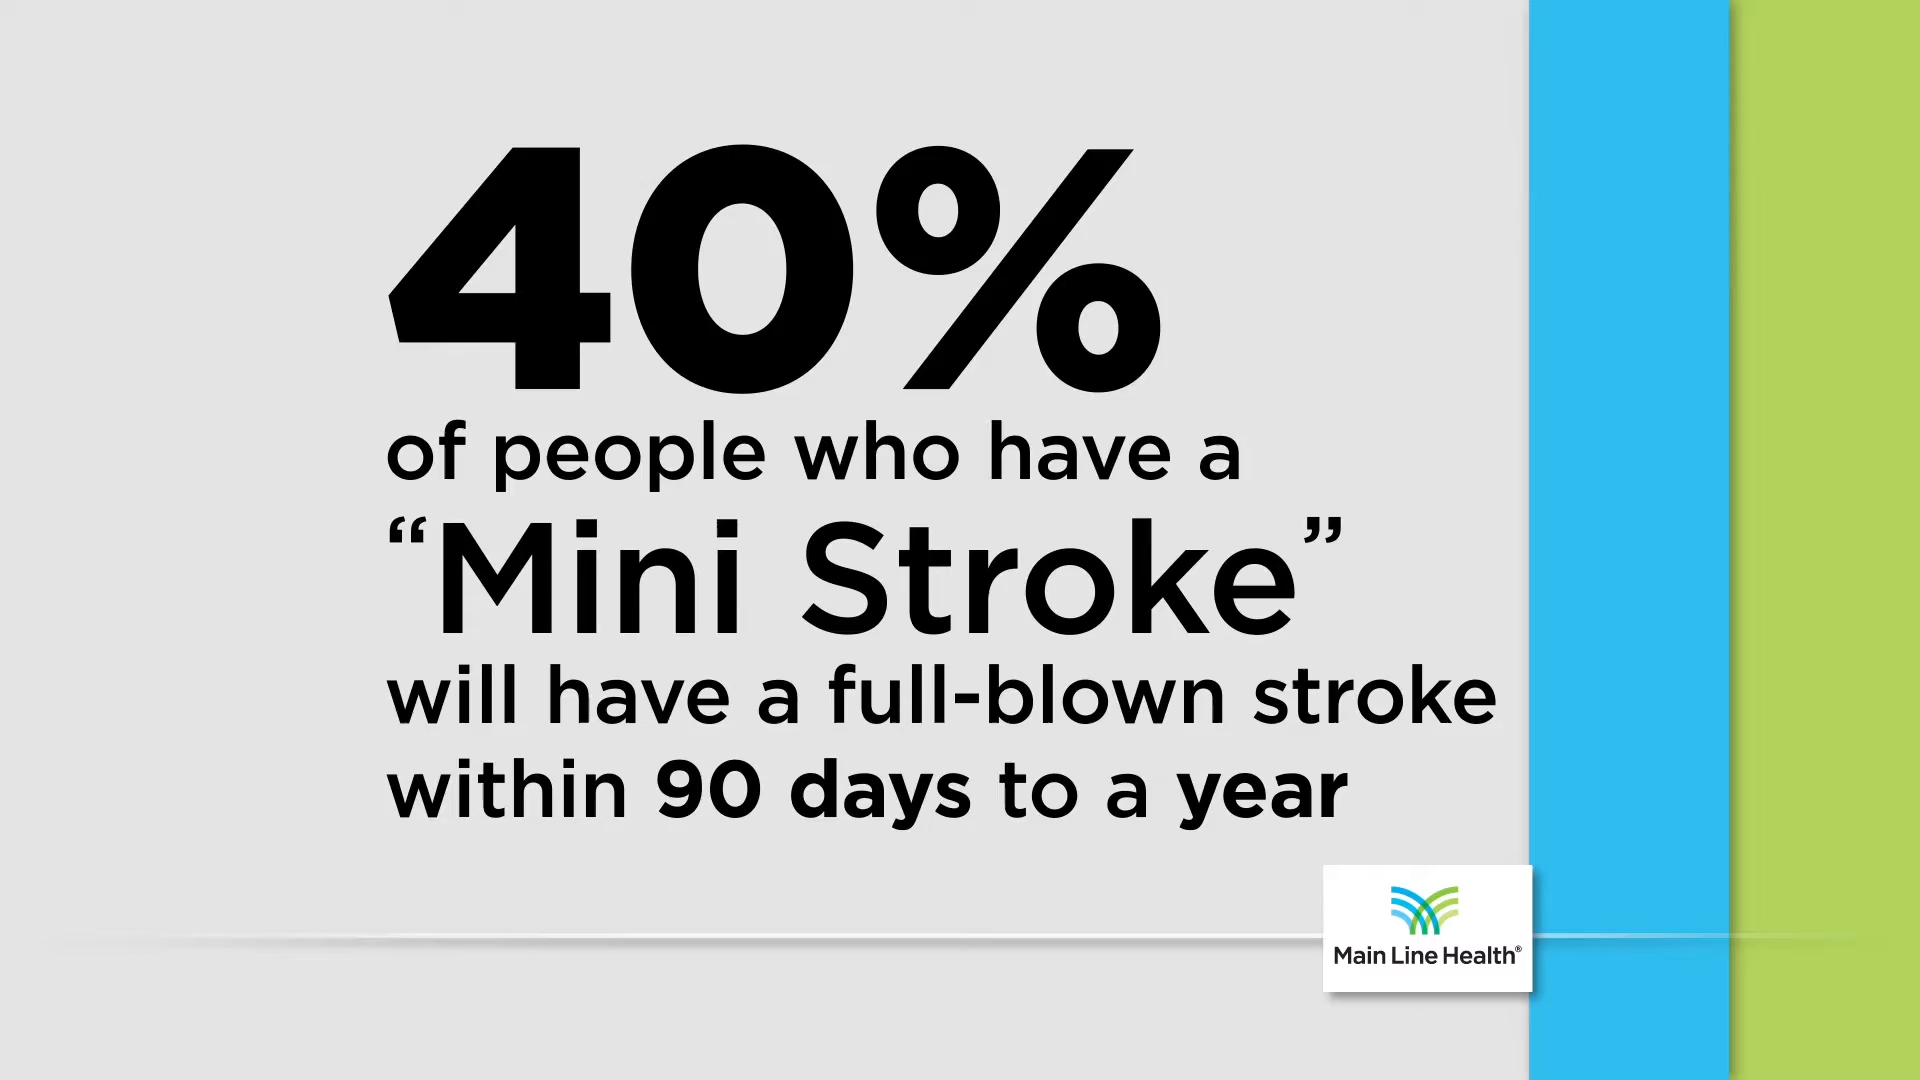 40%
of people who have a
“Mini Stroke”
will have a full-blown stroke
within 90 days to a year
Main Line Health®